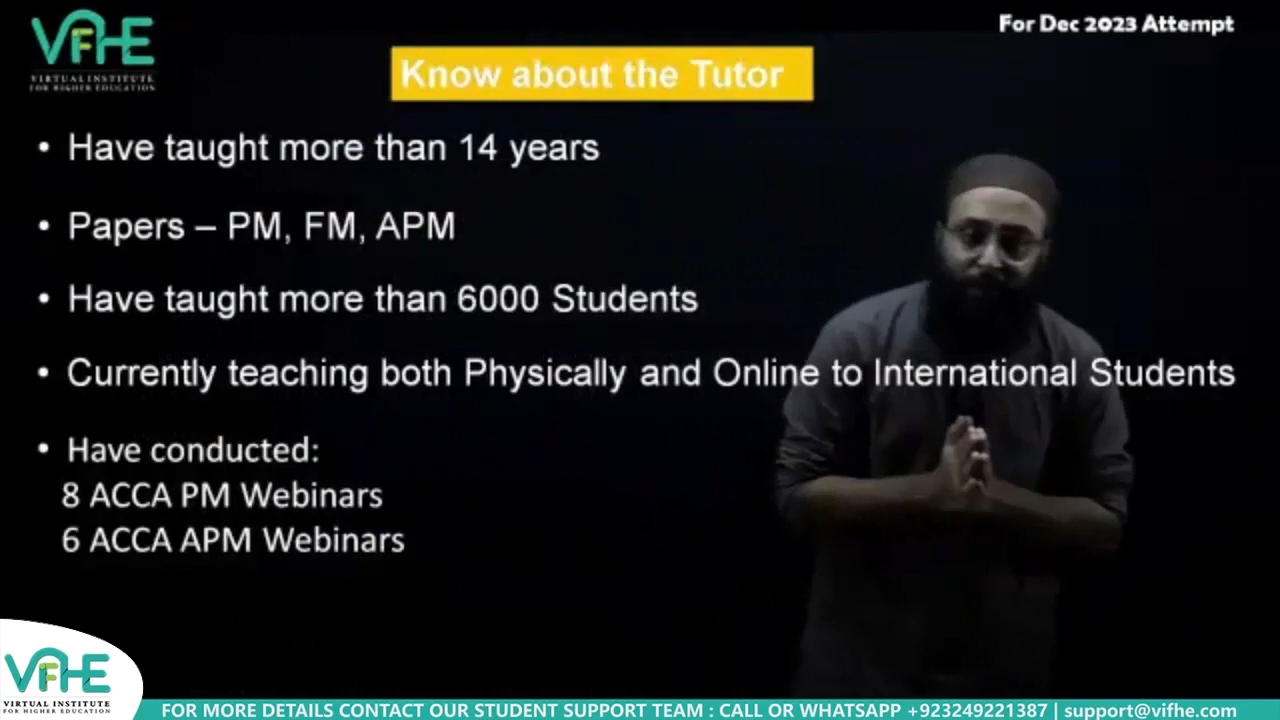 VIFHE
VIRTUAL INSTITUTE
FOR HIGHER EDUCATION
For Dec 2023 Attempt
Know about the Tutor
• Have taught more than 14 years
• Papers – PM, FM, APM
• Have taught more than 6000 Students
• Currently teaching both Physically and Online to International Students
• Have conducted:
8 ACCA PM Webinars
6 ACCA APM Webinars
VIFHE
VIRTUAL INSTITUTE
FOR HIGHER EDUCATION
FOR MORE DETAILS CONTACT OUR STUDENT SUPPORT TEAM : CALL OR WHATSAPP +923249221387 | support@vifhe.com